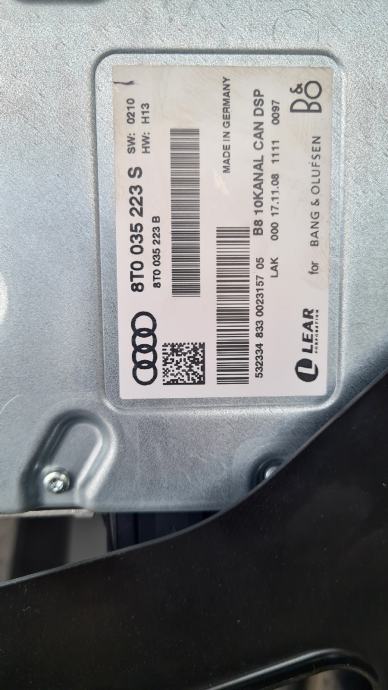 8T0 035 223 S
SW: 0210
8T0 035 223 B
HW: H13
MADE IN GERMANY
532334 833 0023157 05
B8 10KANAL CAN DSP
LAK 000 17.11.08 1111 0097
LEAR
CORPORATION
for BANG & OLUFSEN
B&O